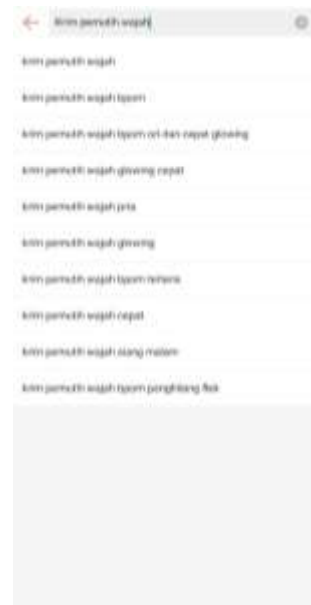 krim pemutih wajah
krim pemutih wajah
krim pemutih wajah bpom
krim pemutih wajah bpom ori dan cepat glowing
krim pemutih wajah glowing cepat
krim pemutih wajah pria
krim pemutih wajah glowing
krim pemutih wajah bpom remaja
krim pemutih wajah cepat
krim pemutih wajah siang malam
krim pemutih wajah bpom penghilang flek